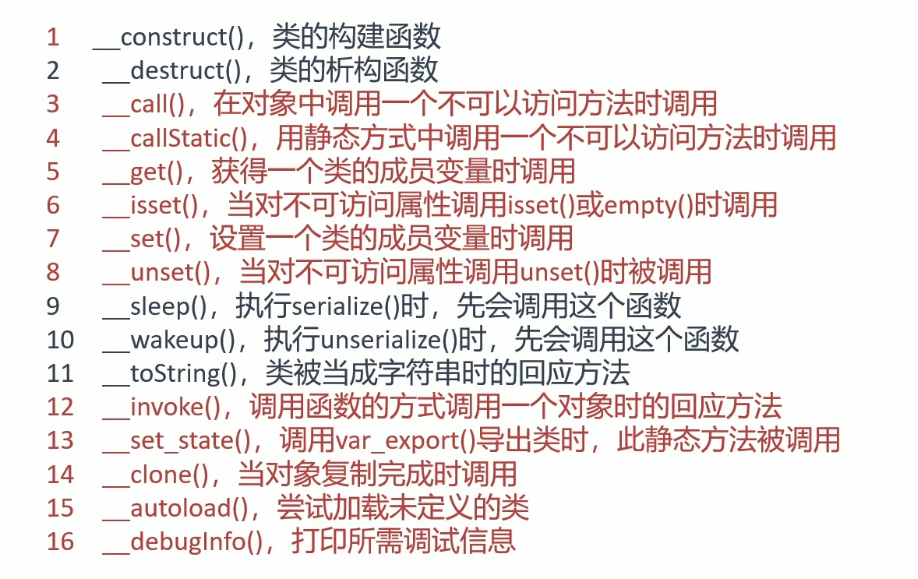 1 __construct()，类的构建函数
2 __destruct()，类的析构函数
3 __call()，在对象中调用一个不可以访问方法时调用
4 __callStatic()，用静态方式中调用一个不可以访问方法时调用
5 __get()，获得一个类的成员变量时调用
6 __isset()，当对不可访问属性调用isset()或empty()时调用
7 __set()，设置一个类的成员变量时调用
8 __unset()，当对不可访问属性调用unset()时被调用
9 __sleep()，执行serialize()时，先会调用这个函数
10 __wakeup()，执行unserialize()时，先会调用这个函数
11 __toString()，类被当成字符串时的回应方法
12 __invoke()，调用函数的方式调用一个对象时的回应方法
13 __set_state()，调用var_export()导出类时，此静态方法被调用
14 __clone()，当对象复制完成时调用
15 __autoload()，尝试加载未定义的类
16 __debugInfo()，打印所需调试信息